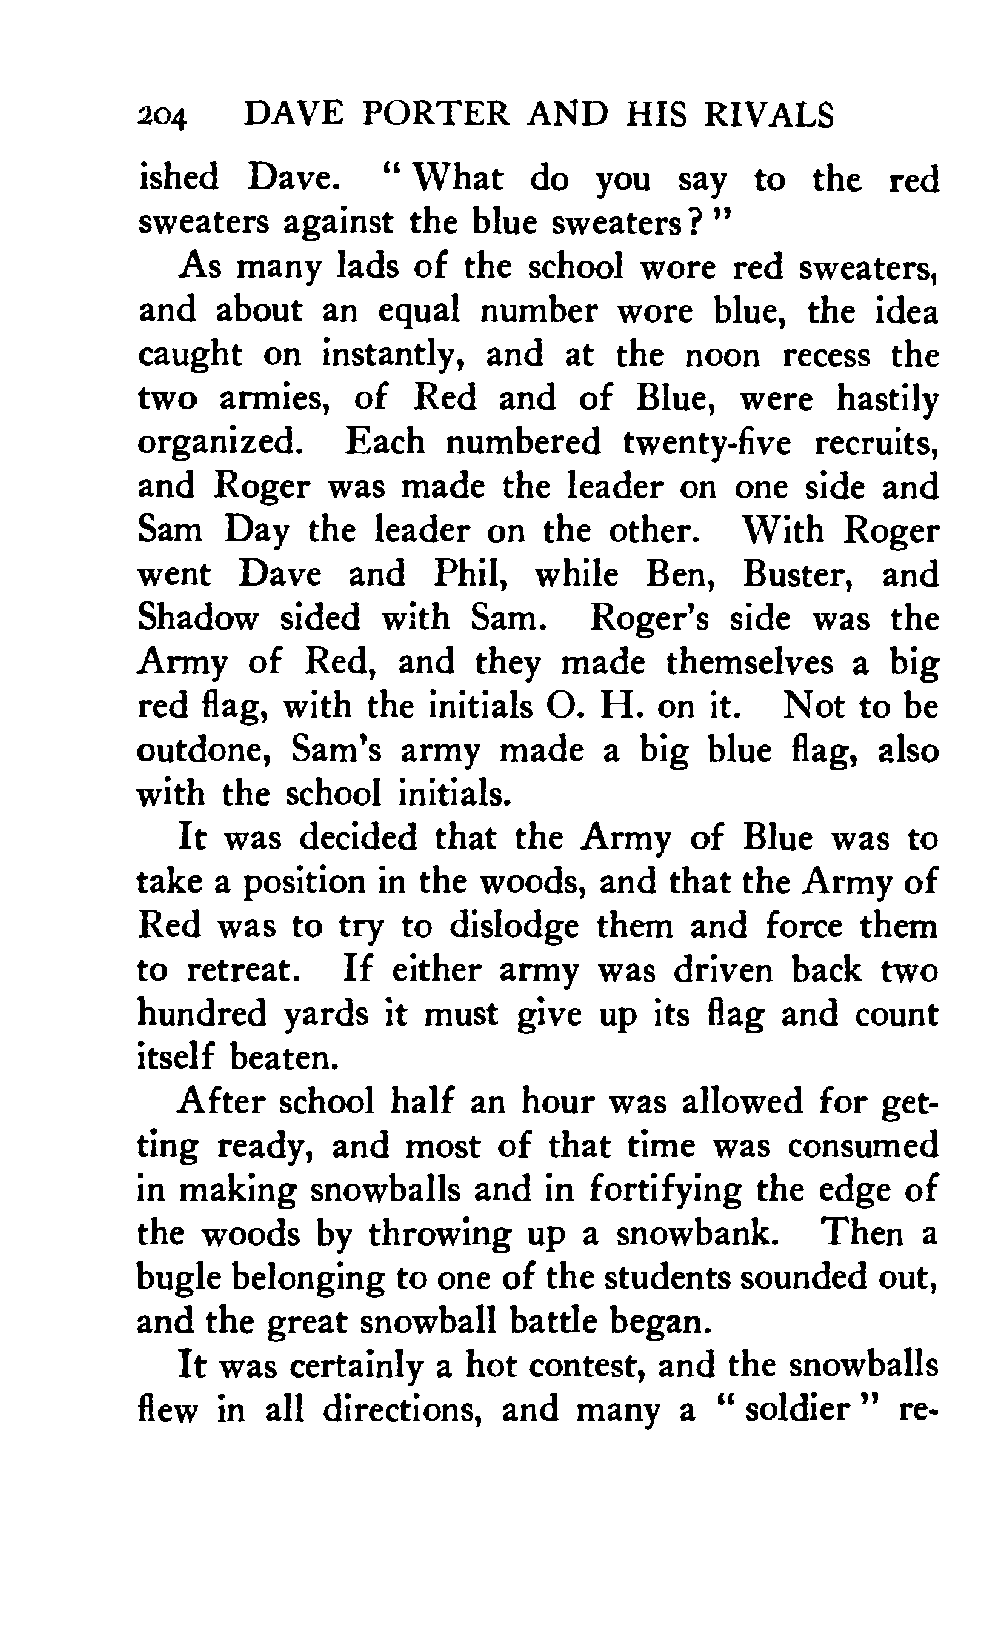 204 DAVE PORTER AND HIS RIVALS
ished Dave. " What do you say to the red
sweaters against the blue sweaters? "
As many lads of the school wore red sweaters,
and about an equal number wore blue, the idea
caught on instantly, and at the noon recess the
two armies, of Red and of Blue, were hastily
organized. Each numbered twenty-five recruits,
and Roger was made the leader on one side and
Sam Day the leader on the other. With Roger
went Dave and Phil, while Ben, Buster, and
Shadow sided with Sam. Roger's side was the
Army of Red, and they made themselves a big
red flag, with the initials O. H. on it. Not to be
outdone, Sam's army made a big blue flag, also
with the school initials.
It was decided that the Army of Blue was to
take a position in the woods, and that the Army of
Red was to try to dislodge them and force them
to retreat. If either army was driven back two
hundred yards it must give up its flag and count
itself beaten.
After school half an hour was allowed for get-
ting ready, and most of that time was consumed
in making snowballs and in fortifying the edge of
the woods by throwing up a snowbank. Then a
bugle belonging to one of the students sounded out,
and the great snowball battle began.
It was certainly a hot contest, and the snowballs
flew in all directions, and many a " soldier " re-